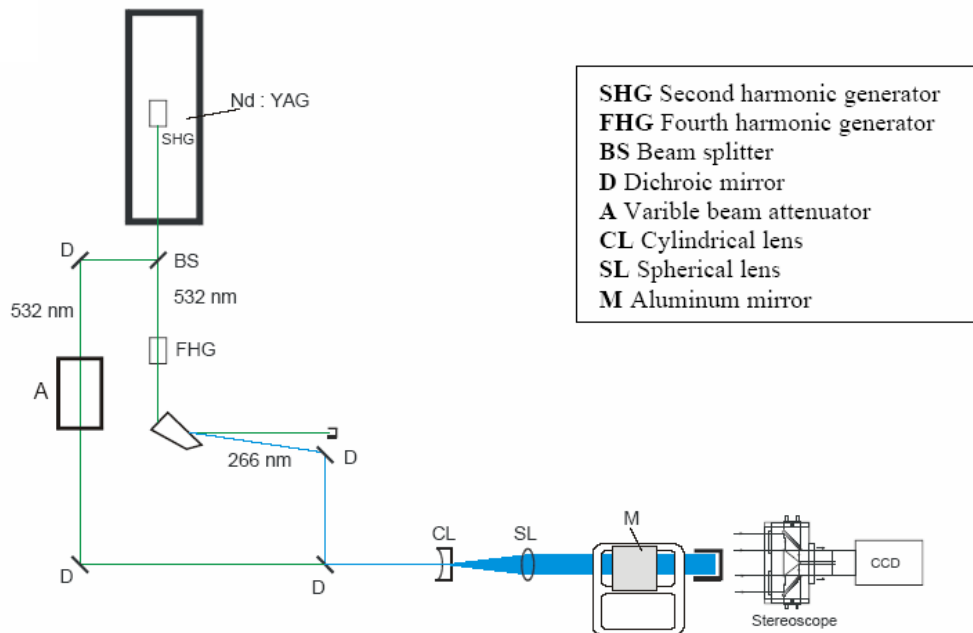 Nd : YAG
SHG
D
BS
532 nm
532 nm
FHG
A
266 nm
D
D
D
CL
SL
M
CCD
Stereoscope
SHG Second harmonic generator
FHG Fourth harmonic generator
BS Beam splitter
D Dichroic mirror
A Varible beam attenuator
CL Cylindrical lens
SL Spherical lens
M Aluminum mirror